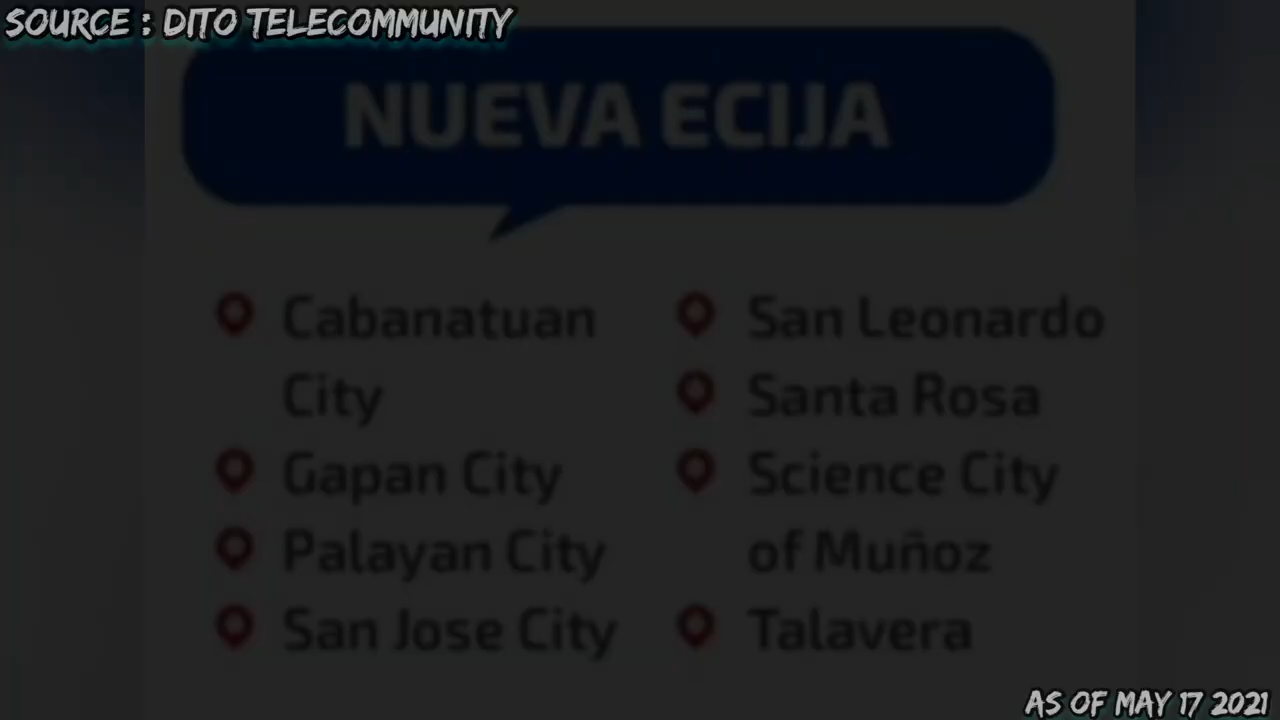 SOURCE : DITO TELECOMMUNITY
NUEVA ECIJA
Cabanatuan
City
Gapan City
Palayan City
San Jose City
San Leonardo
Santa Rosa
Science City
of Muñoz
Talavera
AS OF MAY 17 2021